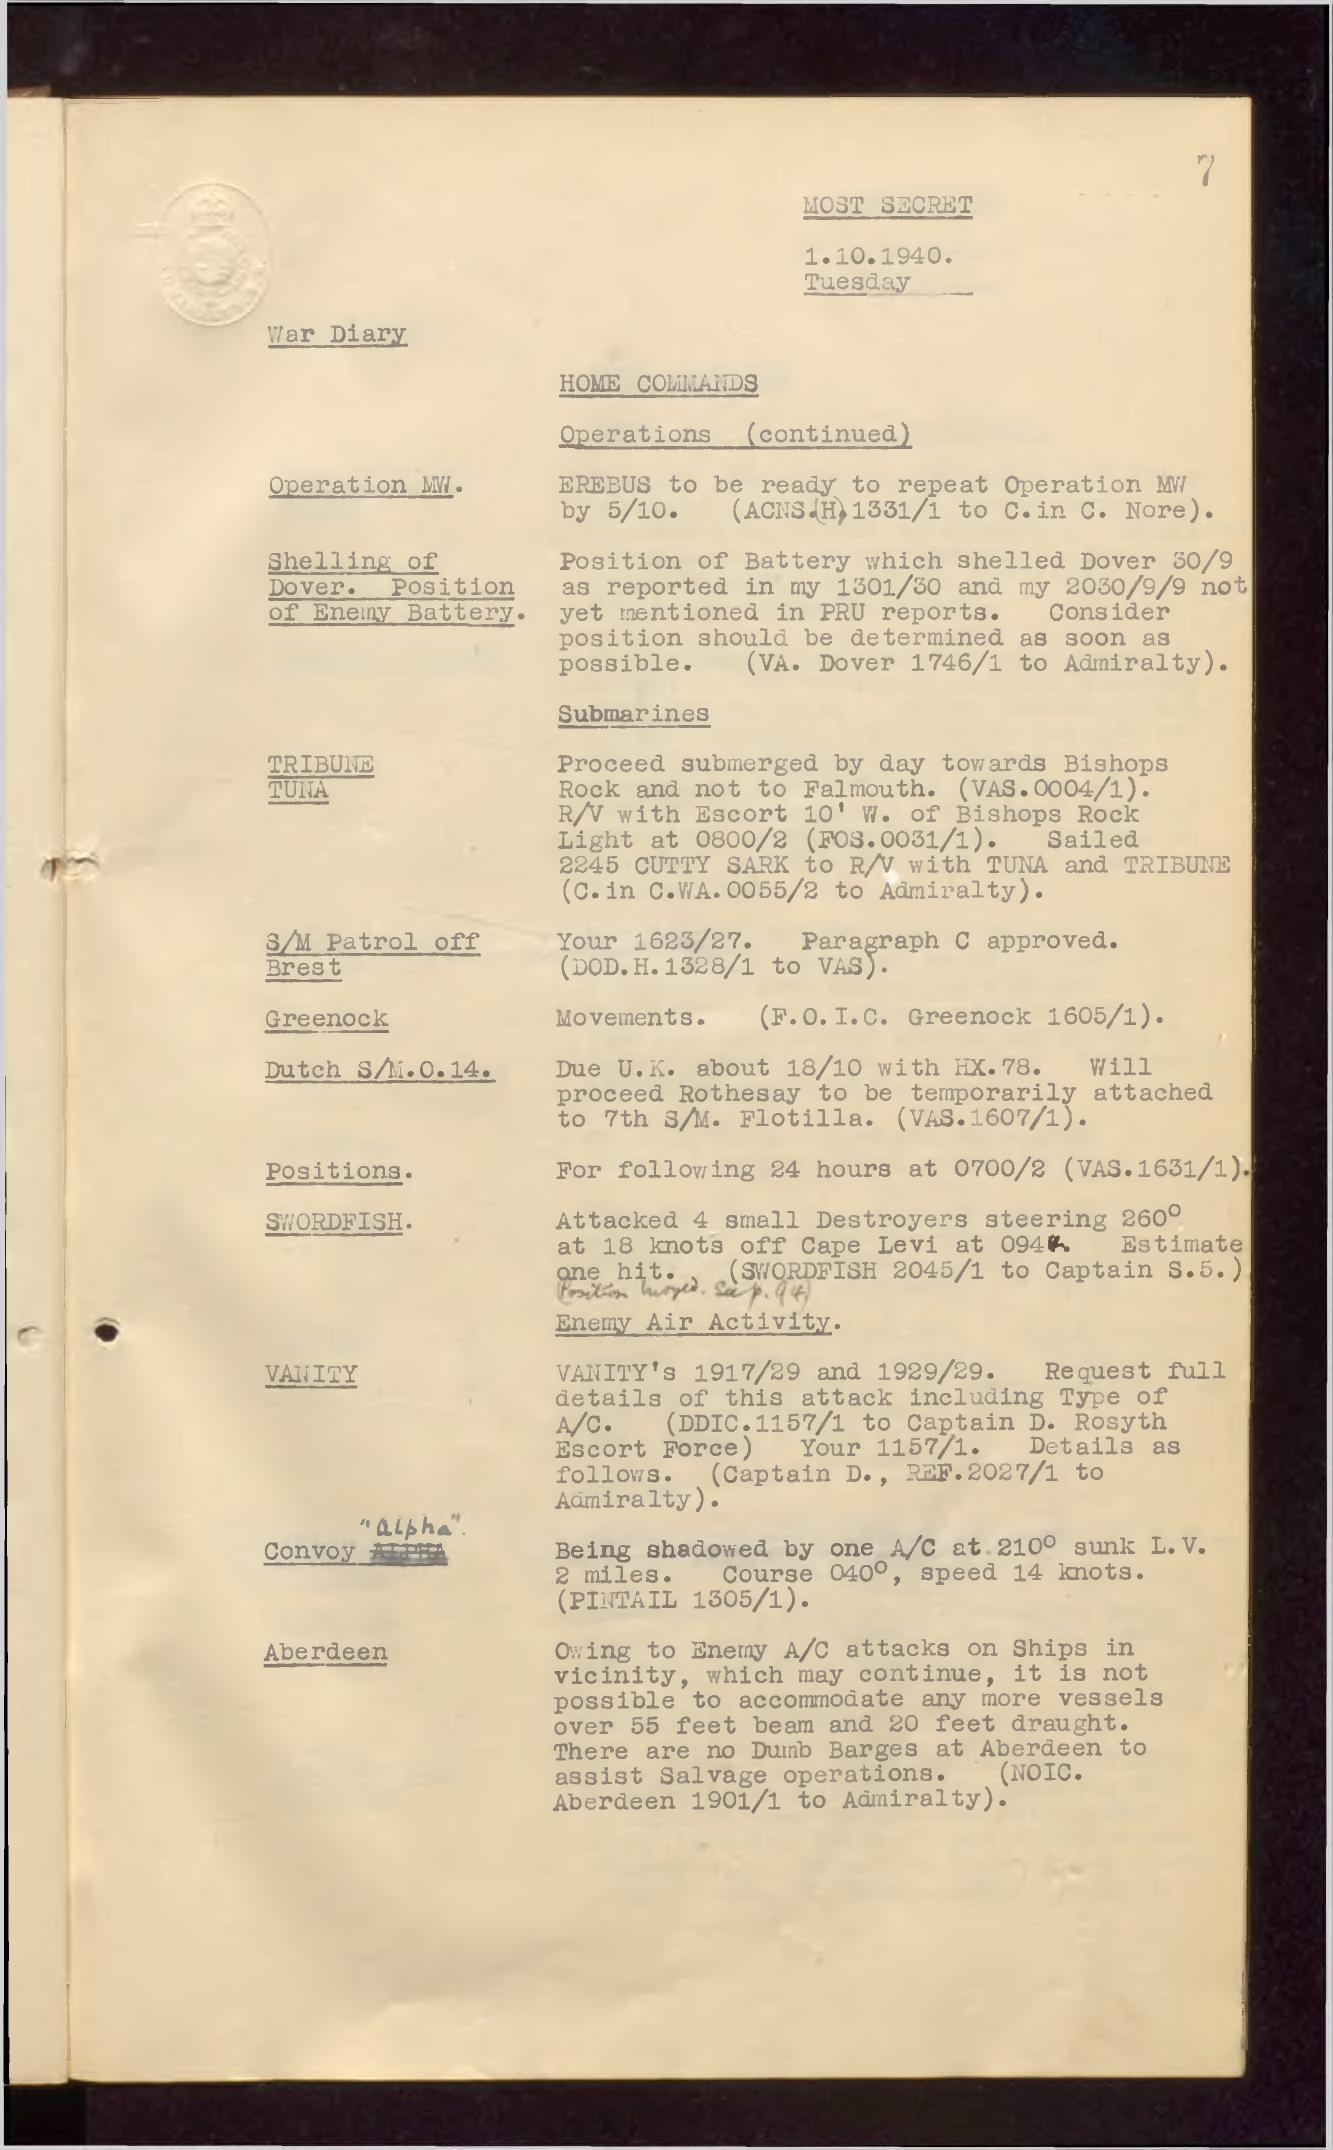 7
MOST SECRET
1.10.1940.
Tuesday
War Diary
HOME COMMANDS
Operations (continued)
Operation MW. EREBUS to be ready to repeat Operation MW
by 5/10. (ACNS.(H) 1331/1 to C.in C. Nore).
Shelling of Position of Battery which shelled Dover 30/9
Dover. Position as reported in my 1301/30 and my 2030/9/9 not
of Enemy Battery. yet mentioned in PRU reports. Consider
position should be determined as soon as
possible. (VA. Dover 1746/1 to Admiralty).
Submarines
TRIBUNE Proceed submerged by day towards Bishops
TUNA Rock and not to Falmouth. (VAS.0004/1).
R/V with Escort 10' W. of Bishops Rock
Light at 0800/2 (FOS.0031/1). Sailed
2245 CUTTY SARK to R/V with TUNA and TRIBUNE
(C.in C.WA.0055/2 to Admiralty).
S/M Patrol off Your 1623/27. Paragraph C approved.
Brest (DOD.H.1328/1 to VAS).
Greenock Movements. (F.O.I.C. Greenock 1605/1).
Dutch S/M.O.14. Due U.K. about 18/10 with HX.78. Will
proceed Rothesay to be temporarily attached
to 7th S/M. Flotilla. (VAS.1607/1).
Positions. For following 24 hours at 0700/2 (VAS.1631/1).
SWORDFISH. Attacked 4 small Destroyers steering 260°
at 18 knots off Cape Levi at Estimate
one hit. (SWORDFISH 2045/1 to Captain S.5.)
(Position See p. 94)
Enemy Air Activity.
VANITY VANITY's 1917/29 and 1929/29. Request full
details of this attack including Type of
A/C. (DDIC.1157/1 to Captain D. Rosyth
Escort Force) Your 1157/1. Details as
follows. (Captain D., REF.2027/1 to
Admiralty).
"Alpha".
Convoy ALPHA Being shadowed by one A/C at 210° sunk L.V.
2 miles. Course 040°, speed 14 knots.
(PINTAIL 1305/1).
Aberdeen Owing to Enemy A/C attacks on Ships in
vicinity, which may continue, it is not
possible to accommodate any more vessels
over 55 feet beam and 20 feet draught.
There are no Dumb Barges at Aberdeen to
assist Salvage operations. (NOIC.
Aberdeen 1901/1 to Admiralty).